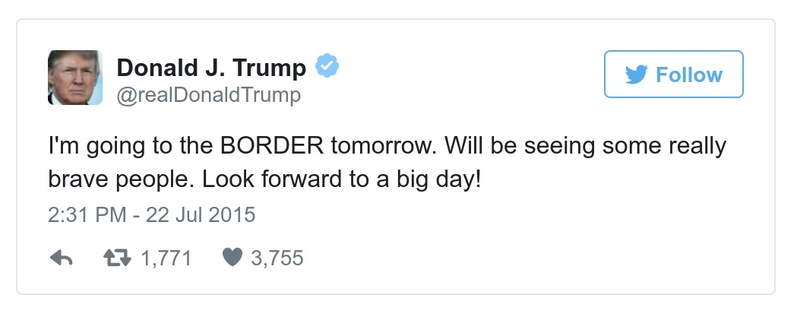 Donald J. Trump
@realDonaldTrump
Follow
I'm going to the BORDER tomorrow. Will be seeing some really
brave people. Look forward to a big day!
2:31 PM - 22 Jul 2015
1,771 3,755